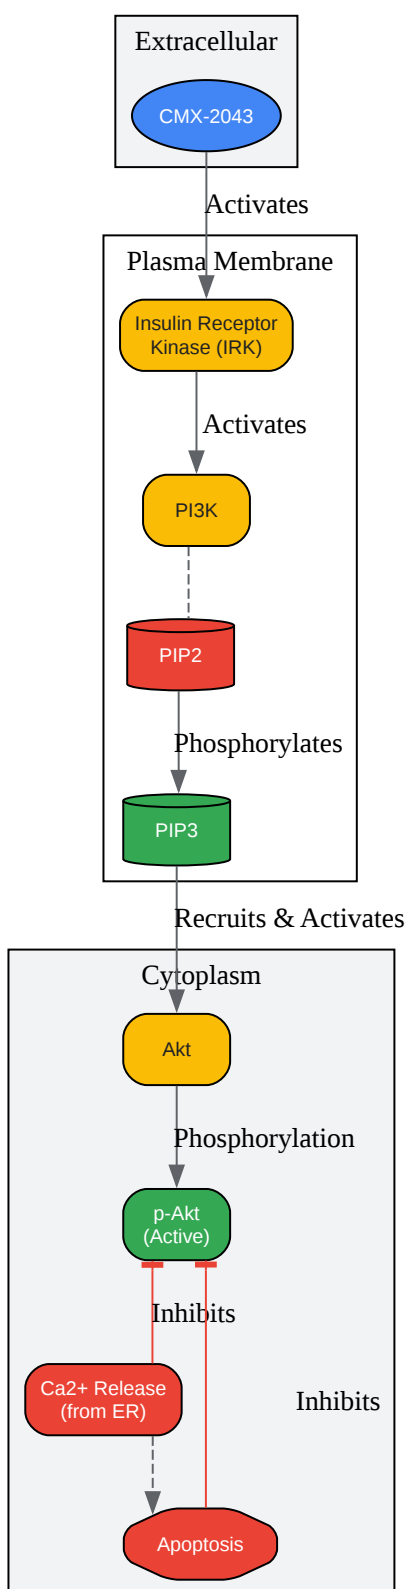 Extracellular
CMX-2043
Activates
Plasma Membrane
Insulin Receptor
Kinase (IRK)
Activates
PI3K
PIP2
Phosphorylates
PIP3
Recruits & Activates
Cytoplasm
Akt
Phosphorylation
p-Akt
(Active)
Inhibits
Ca2+ Release
(from ER)
Inhibits
Apoptosis